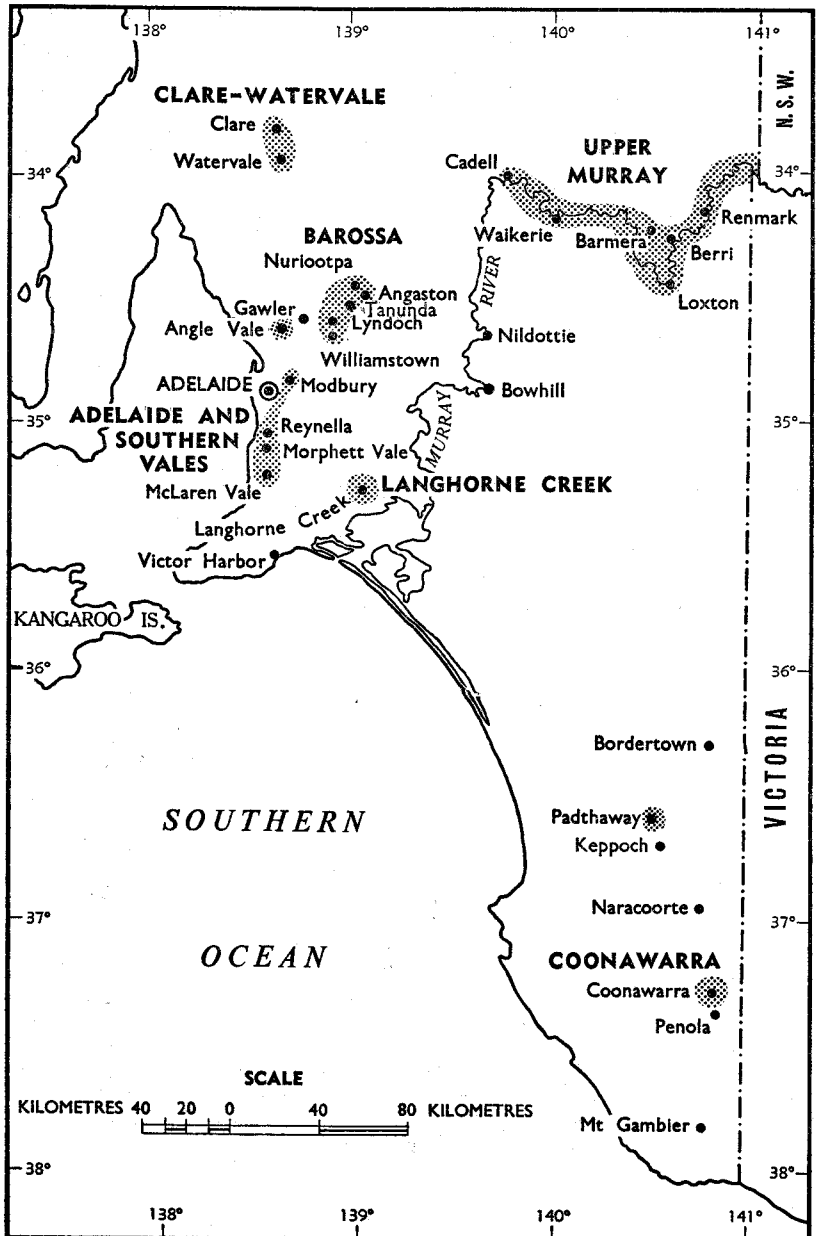 138°
139°
140°
141°
N. S. W.
CLARE-WATERVALE
Clare
Watervale
UPPER
MURRAY
Cadell
34°
34°
Waikerie
Barmera
Renmark
Berri
Loxton
BAROSSA
Nuriootpa
Angaston
Tanunda
Gawler
Angle Vale
Lyndoch
Williamstown
RIVER
Nildottie
ADELAIDE
Modbury
Bowhill
MURRAY
35°
35°
ADELAIDE AND
SOUTHERN
VALES
Reynella
Morphett Vale
McLaren Vale
LANGHORNE CREEK
Langhorne Creek
Victor Harbor
KANGAROO IS.
36°
36°
Bordertown
VICTORIA
SOUTHERN
Padthaway
Keppoch
37°
37°
Naracoorte
OCEAN
COONAWARRA
Coonawarra
Penola
SCALE
KILOMETRES 40 20 0 40 80 KILOMETRES
Mt Gambier
38°
38°
138°
139°
140°
141°